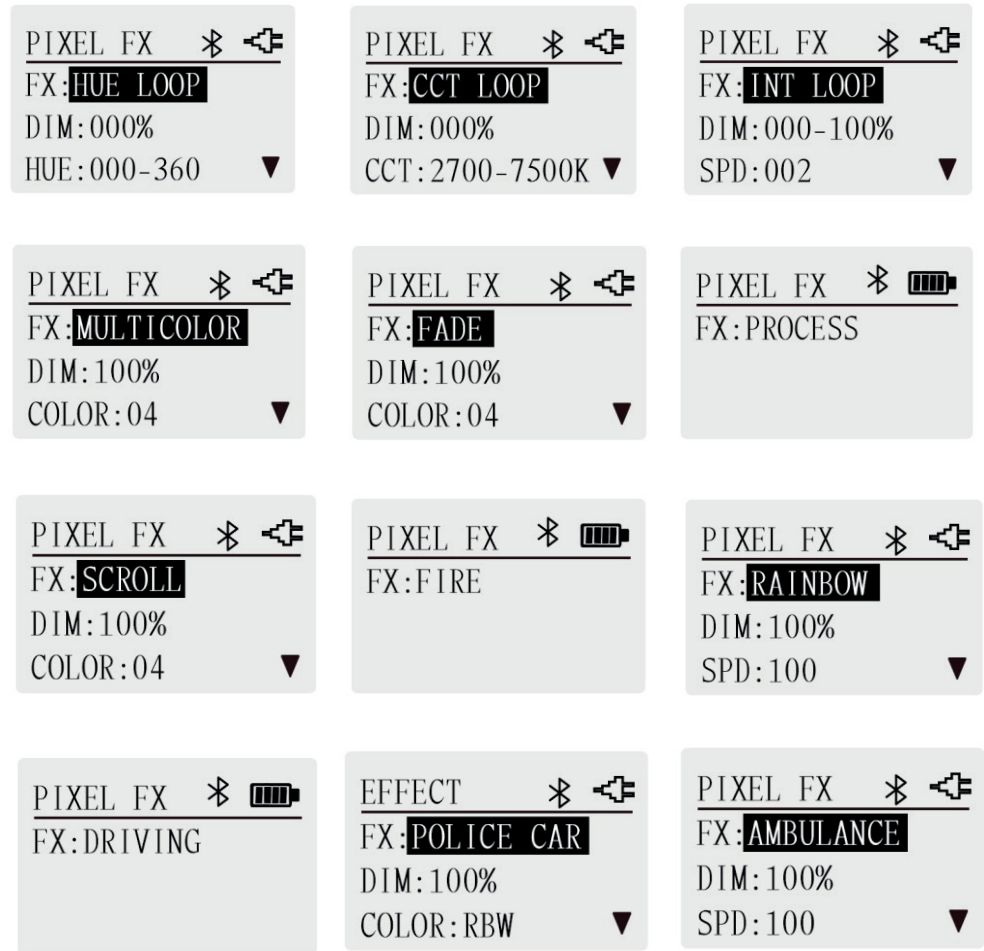 PIXEL FX
FX:HUE LOOP
DIM:000%
HUE:000-360
PIXEL FX
FX:CCT LOOP
DIM:000%
CCT:2700-7500K
PIXEL FX
FX:INT LOOP
DIM:000-100%
SPD:002
PIXEL FX
FX:MULTICOLOR
DIM:100%
COLOR:04
PIXEL FX
FX:FADE
DIM:100%
COLOR:04
PIXEL FX
FX:PROCESS
PIXEL FX
FX:SCROLL
DIM:100%
COLOR:04
PIXEL FX
FX:FIRE
PIXEL FX
FX:RAINBOW
DIM:100%
SPD:100
PIXEL FX
FX:DRIVING
EFFECT
FX:POLICE CAR
DIM:100%
COLOR:RBW
PIXEL FX
FX:AMBULANCE
DIM:100%
SPD:100